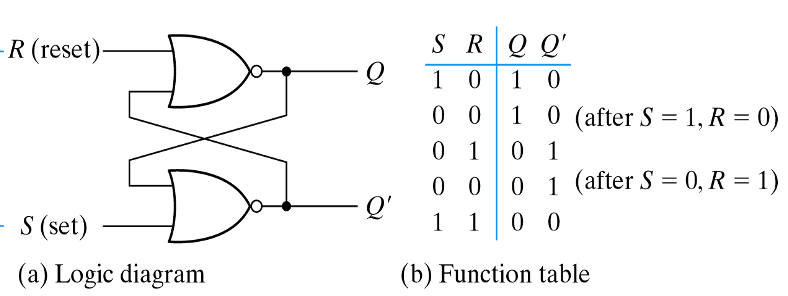 R (reset)
Q
S (set)
Q′
(a) Logic diagram
S R Q Q′
1 0 1 0
0 0 1 0 (after S = 1, R = 0)
0 1 0 1
0 0 0 1 (after S = 0, R = 1)
1 1 0 0
(b) Function table